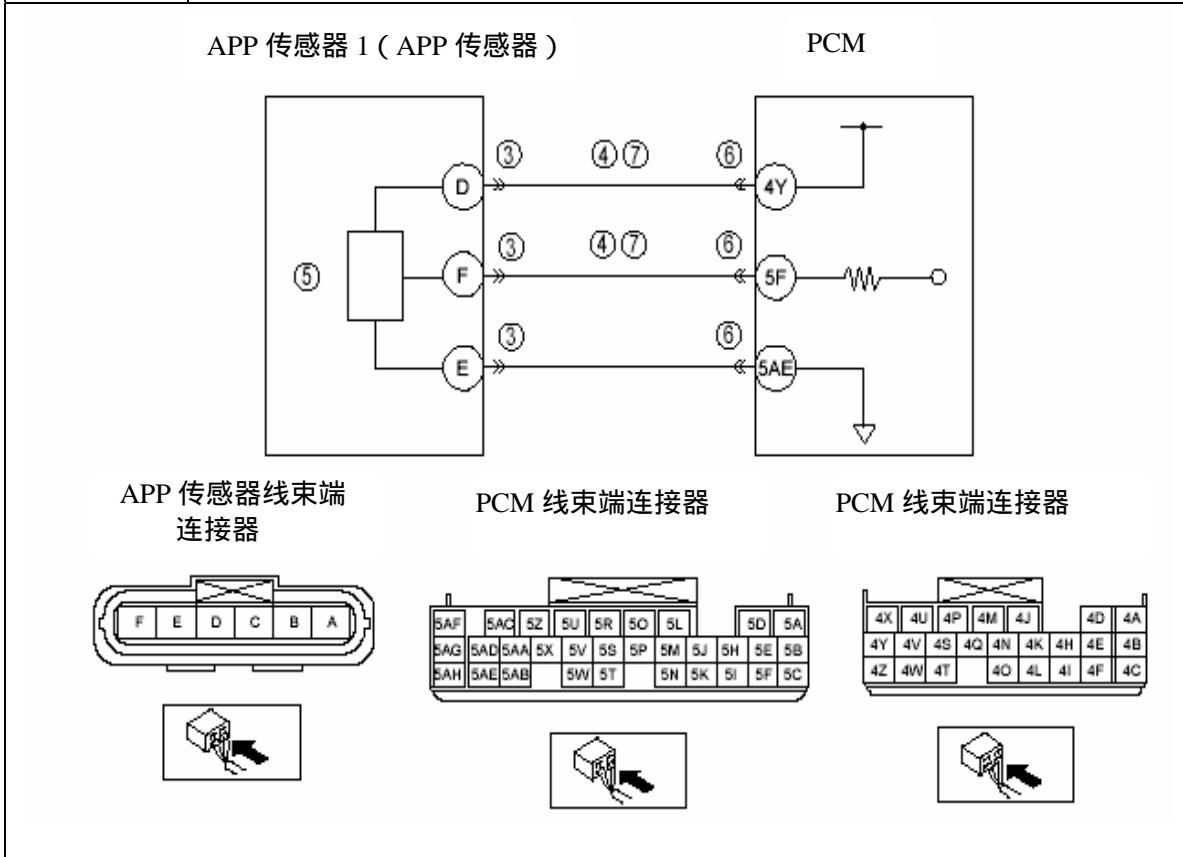 APP 传感器 1（APP 传感器） PCM
③ ④⑦ ⑥
D 4Y
③ ④⑦ ⑥
⑤ F 5F
③ ⑥
E 5AE
APP 传感器线束端
连接器
PCM 线束端连接器
PCM 线束端连接器
F E D C B A
5AF 5AC 5Z 5U 5R 5O 5L 5D 5A
5AG 5AD 5AA 5X 5V 5S 5P 5M 5J 5H 5E 5B
5AH 5AE 5AB 5W 5T 5N 5K 5I 5F 5C
4X 4U 4P 4M 4J 4D 4A
4Y 4V 4S 4Q 4N 4K 4H 4E 4B
4Z 4W 4T 4O 4L 4I 4F 4C